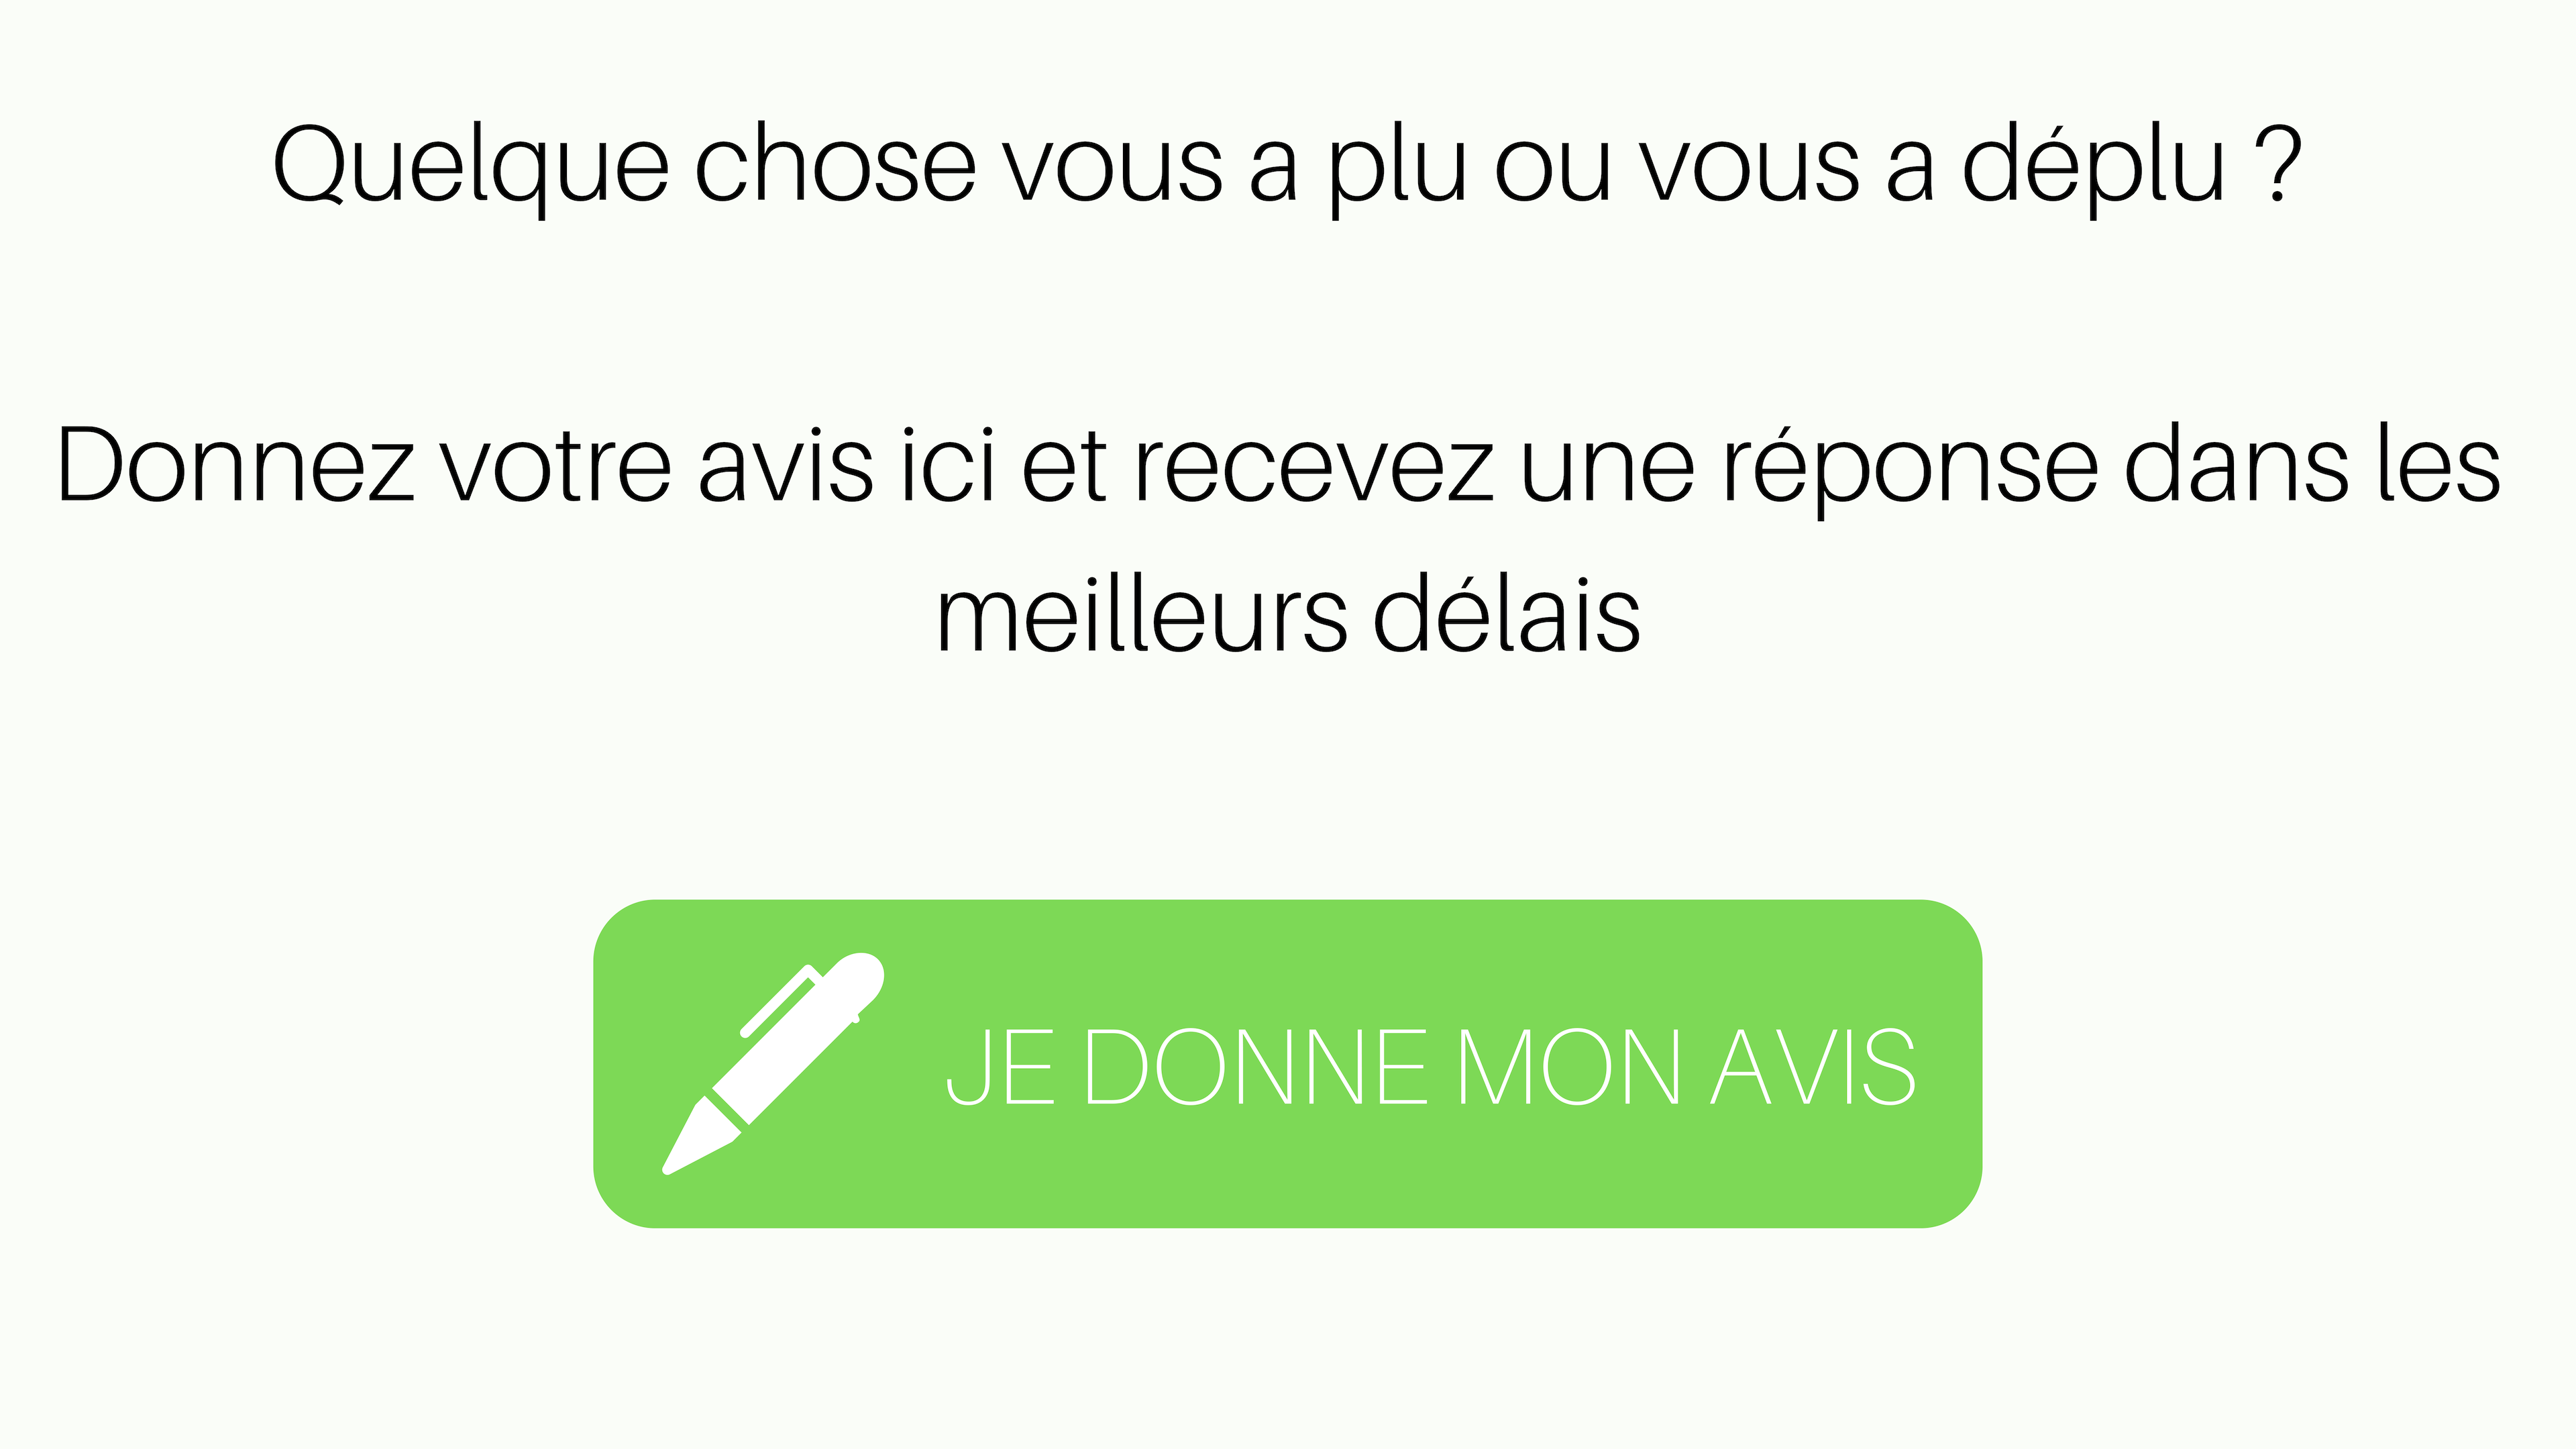 Quelque chose vous a plu ou vous a déplu ?
Donnez votre avis ici et recevez une réponse dans les
meilleurs délais
JE DONNE MON AVIS